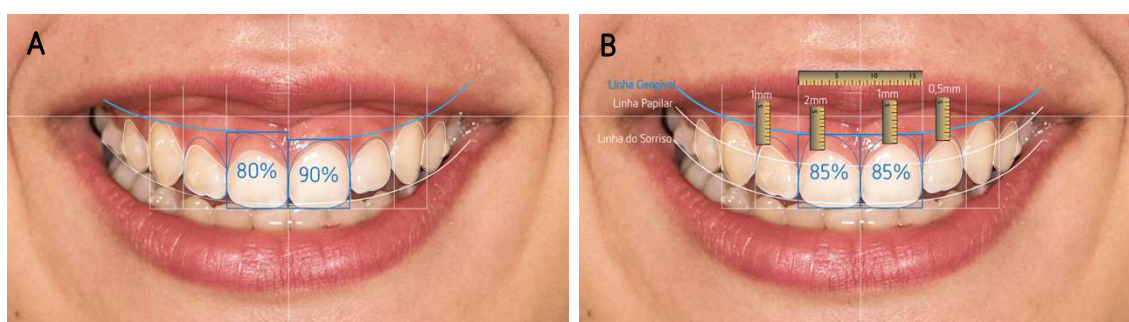 A
80%
90%
B
5 10 15
Linha Gengival
1mm
2mm
1mm
0,5mm
Linha Papilar
Linha do Sorriso
85%
85%